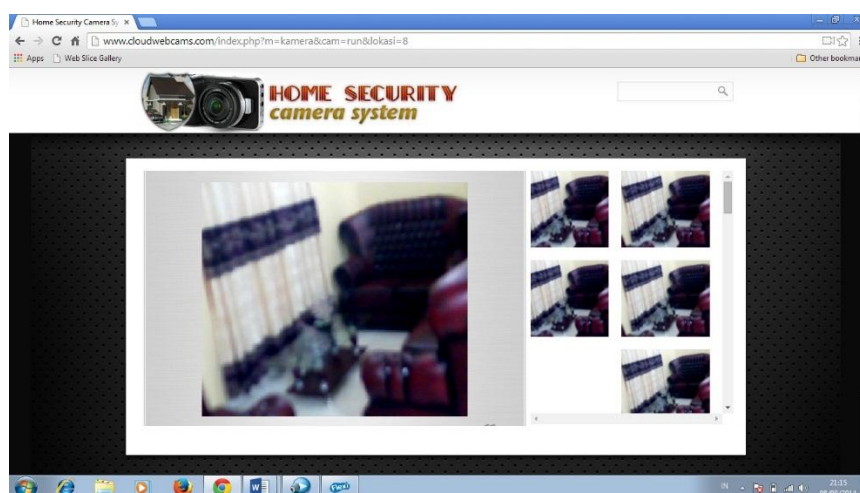 Home Security Camera Sy
www.cloudwebcams.com/index.php?m=kamera&cam=run&lokasi=8
Apps Web Slice Gallery Other bookmar
HOME SECURITY
camera system
IN 21:15